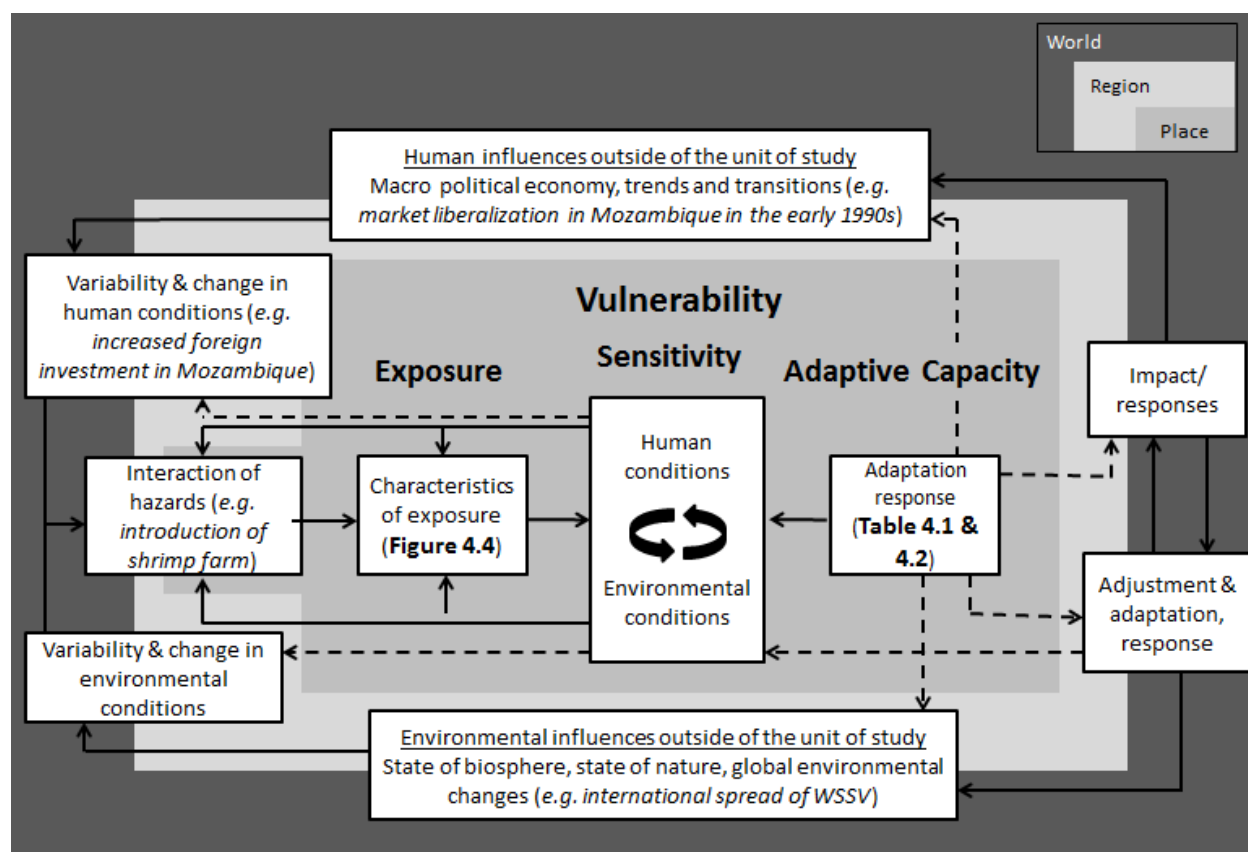 World
Region
Place
Human influences outside of the unit of study
Macro political economy, trends and transitions (e.g.
market liberalization in Mozambique in the early 1990s)
Variability & change in
human conditions (e.g.
increased foreign
investment in Mozambique)
Vulnerability
Exposure
Sensitivity
Adaptive Capacity
Impact/
responses
Interaction of
hazards (e.g.
introduction of
shrimp farm)
Characteristics
of exposure
(Figure 4.4)
Human
conditions
Environmental
conditions
Adaptation
response
(Table 4.1 &
4.2)
Adjustment &
adaptation,
response
Variability & change in
environmental
conditions
Environmental influences outside of the unit of study
State of biosphere, state of nature, global environmental
changes (e.g. international spread of WSSV)